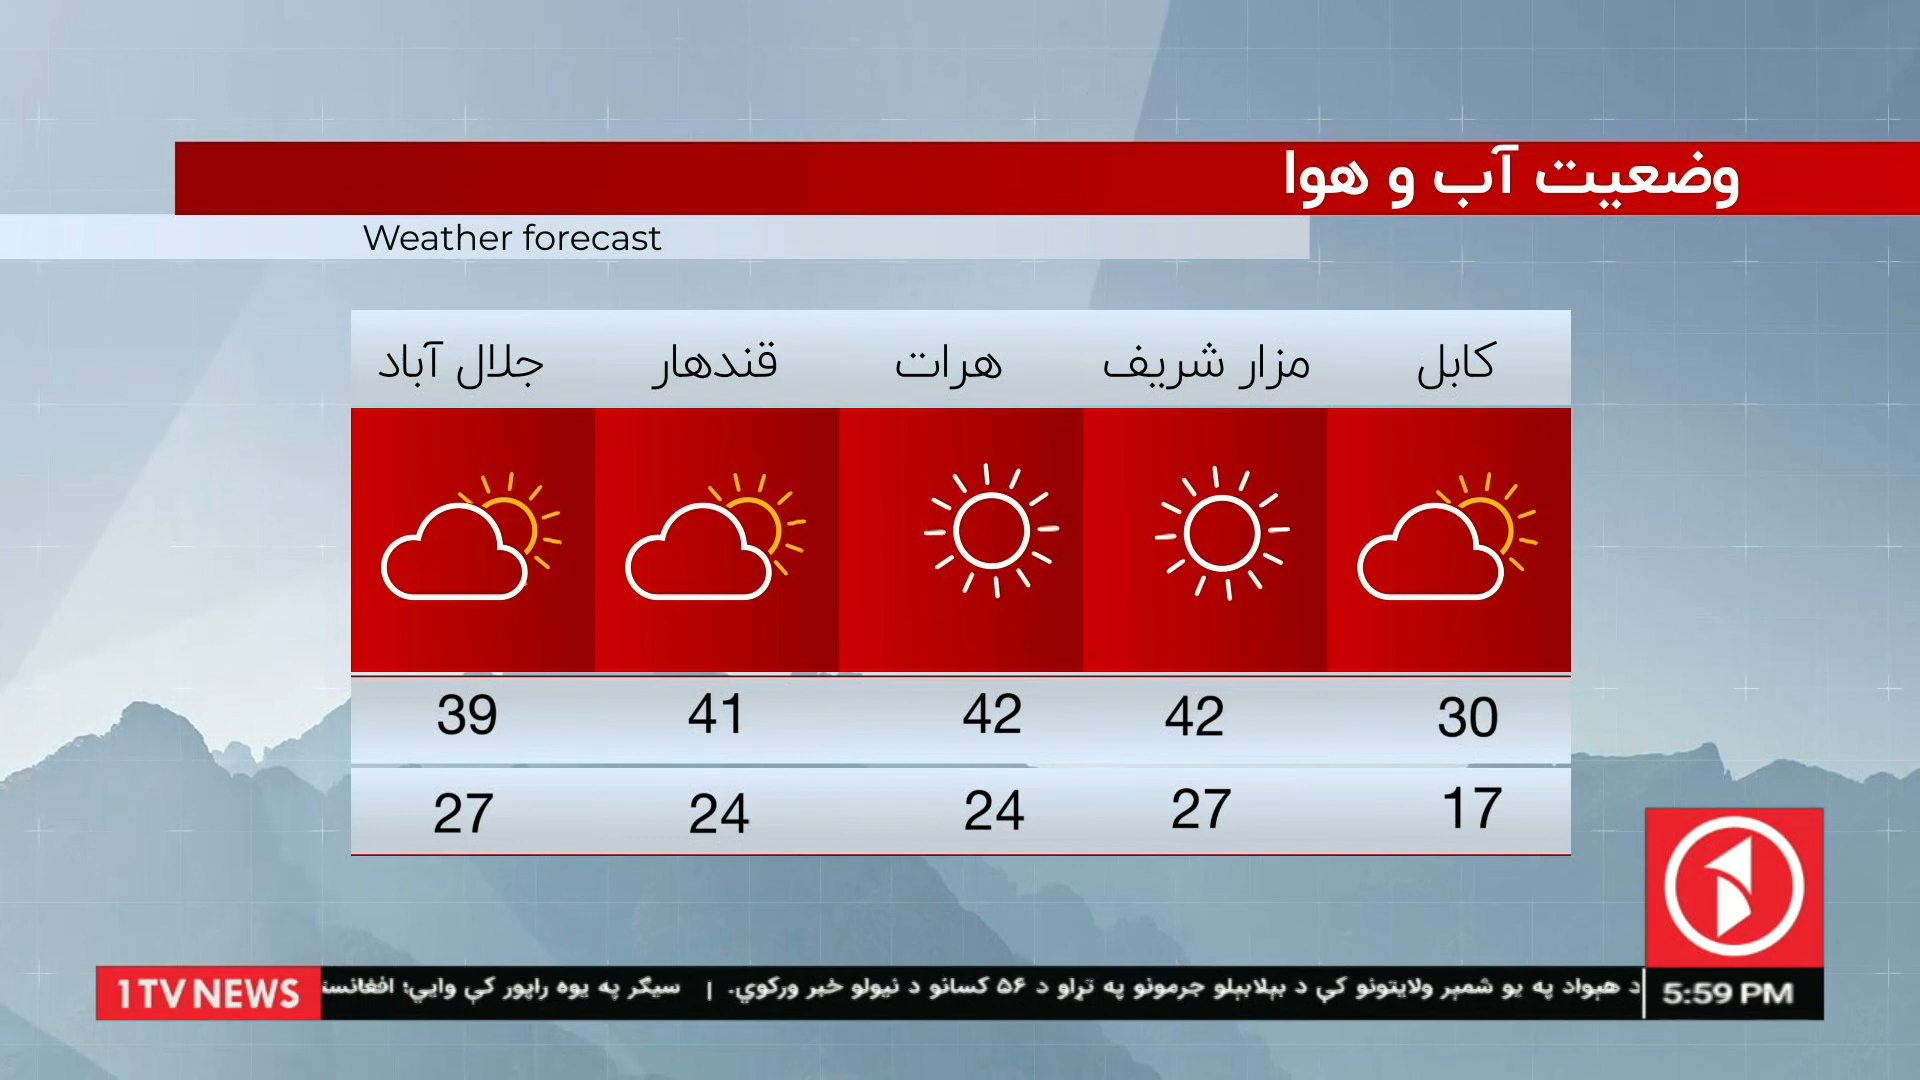 وضعیت آب و هوا
Weather forecast
کابل مزار شریف هرات قندهار جلال آباد
30 42 42 41 39
17 27 24 24 27
د هېواد په یو شمېر ولایتونو کې د بېلابېلو جرمونو په تړاو د ۵۶ کسانو د نیولو خبر ورکوي. | سیګر په یوه راپور کې وایي؛ افغانست
1TV NEWS
5:59 PM